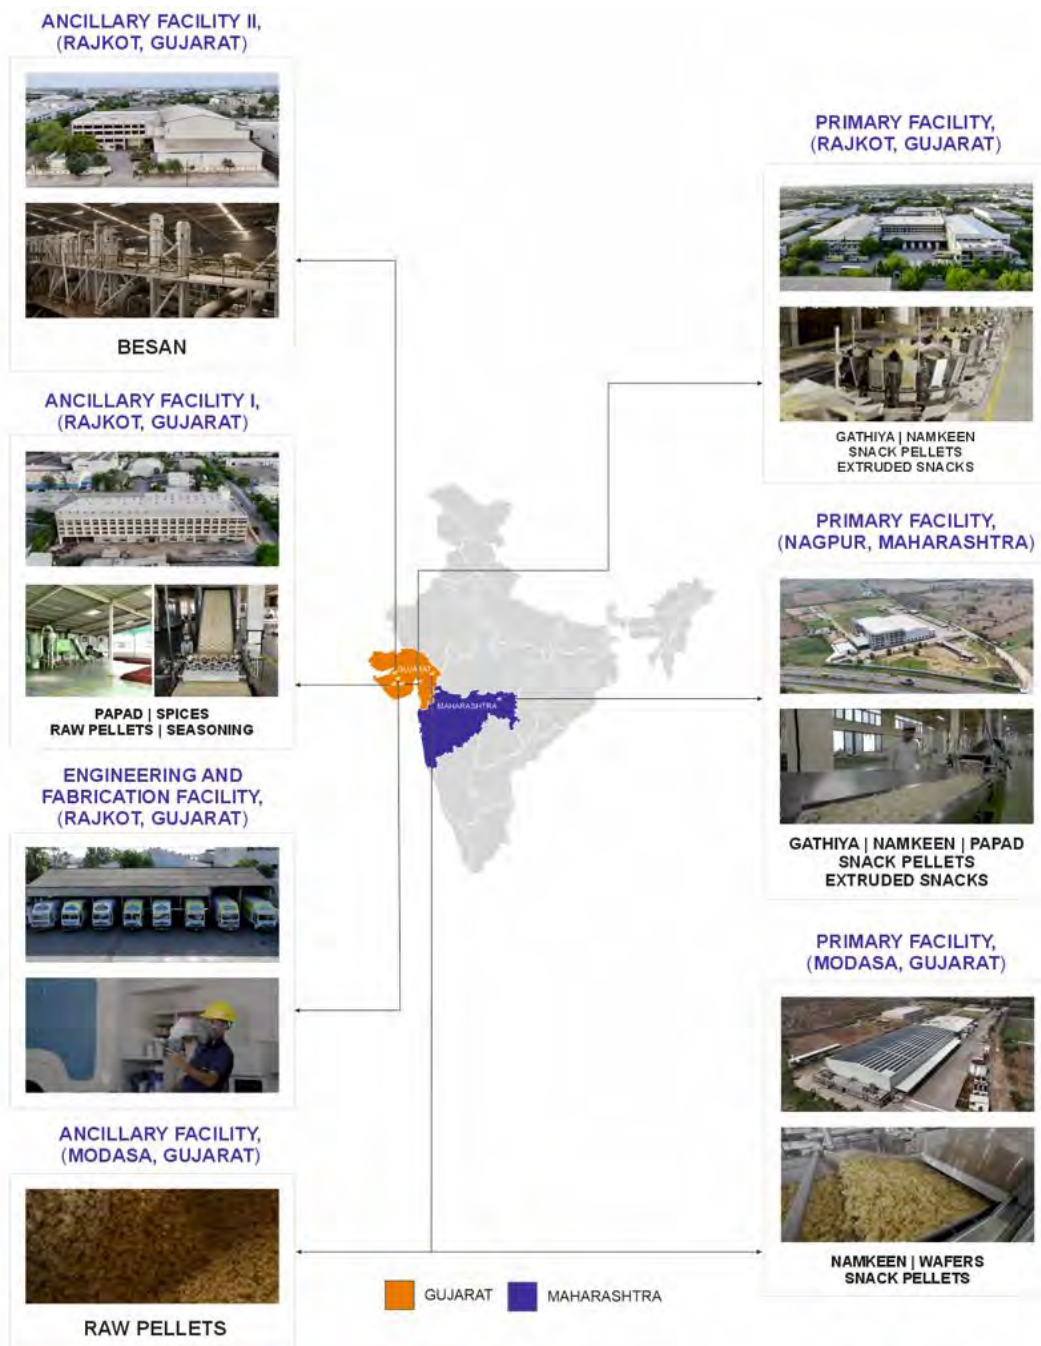 ANCILLARY FACILITY II,
(RAJKOT, GUJARAT)
BESAN
ANCILLARY FACILITY I,
(RAJKOT, GUJARAT)
PAPAD | SPICES
RAW PELLETS | SEASONING
ENGINEERING AND
FABRICATION FACILITY,
(RAJKOT, GUJARAT)
ANCILLARY FACILITY,
(MODASA, GUJARAT)
RAW PELLETS
GUJARAT
MAHARASHTRA
PRIMARY FACILITY,
(RAJKOT, GUJARAT)
GATHIYA | NAMKEEN
SNACK PELLETS
EXTRUDED SNACKS
PRIMARY FACILITY,
(NAGPUR, MAHARASHTRA)
GATHIYA | NAMKEEN | PAPAD
SNACK PELLETS
EXTRUDED SNACKS
PRIMARY FACILITY,
(MODASA, GUJARAT)
NAMKEEN | WAFERS
SNACK PELLETS
GUJARAT
MAHARASHTRA